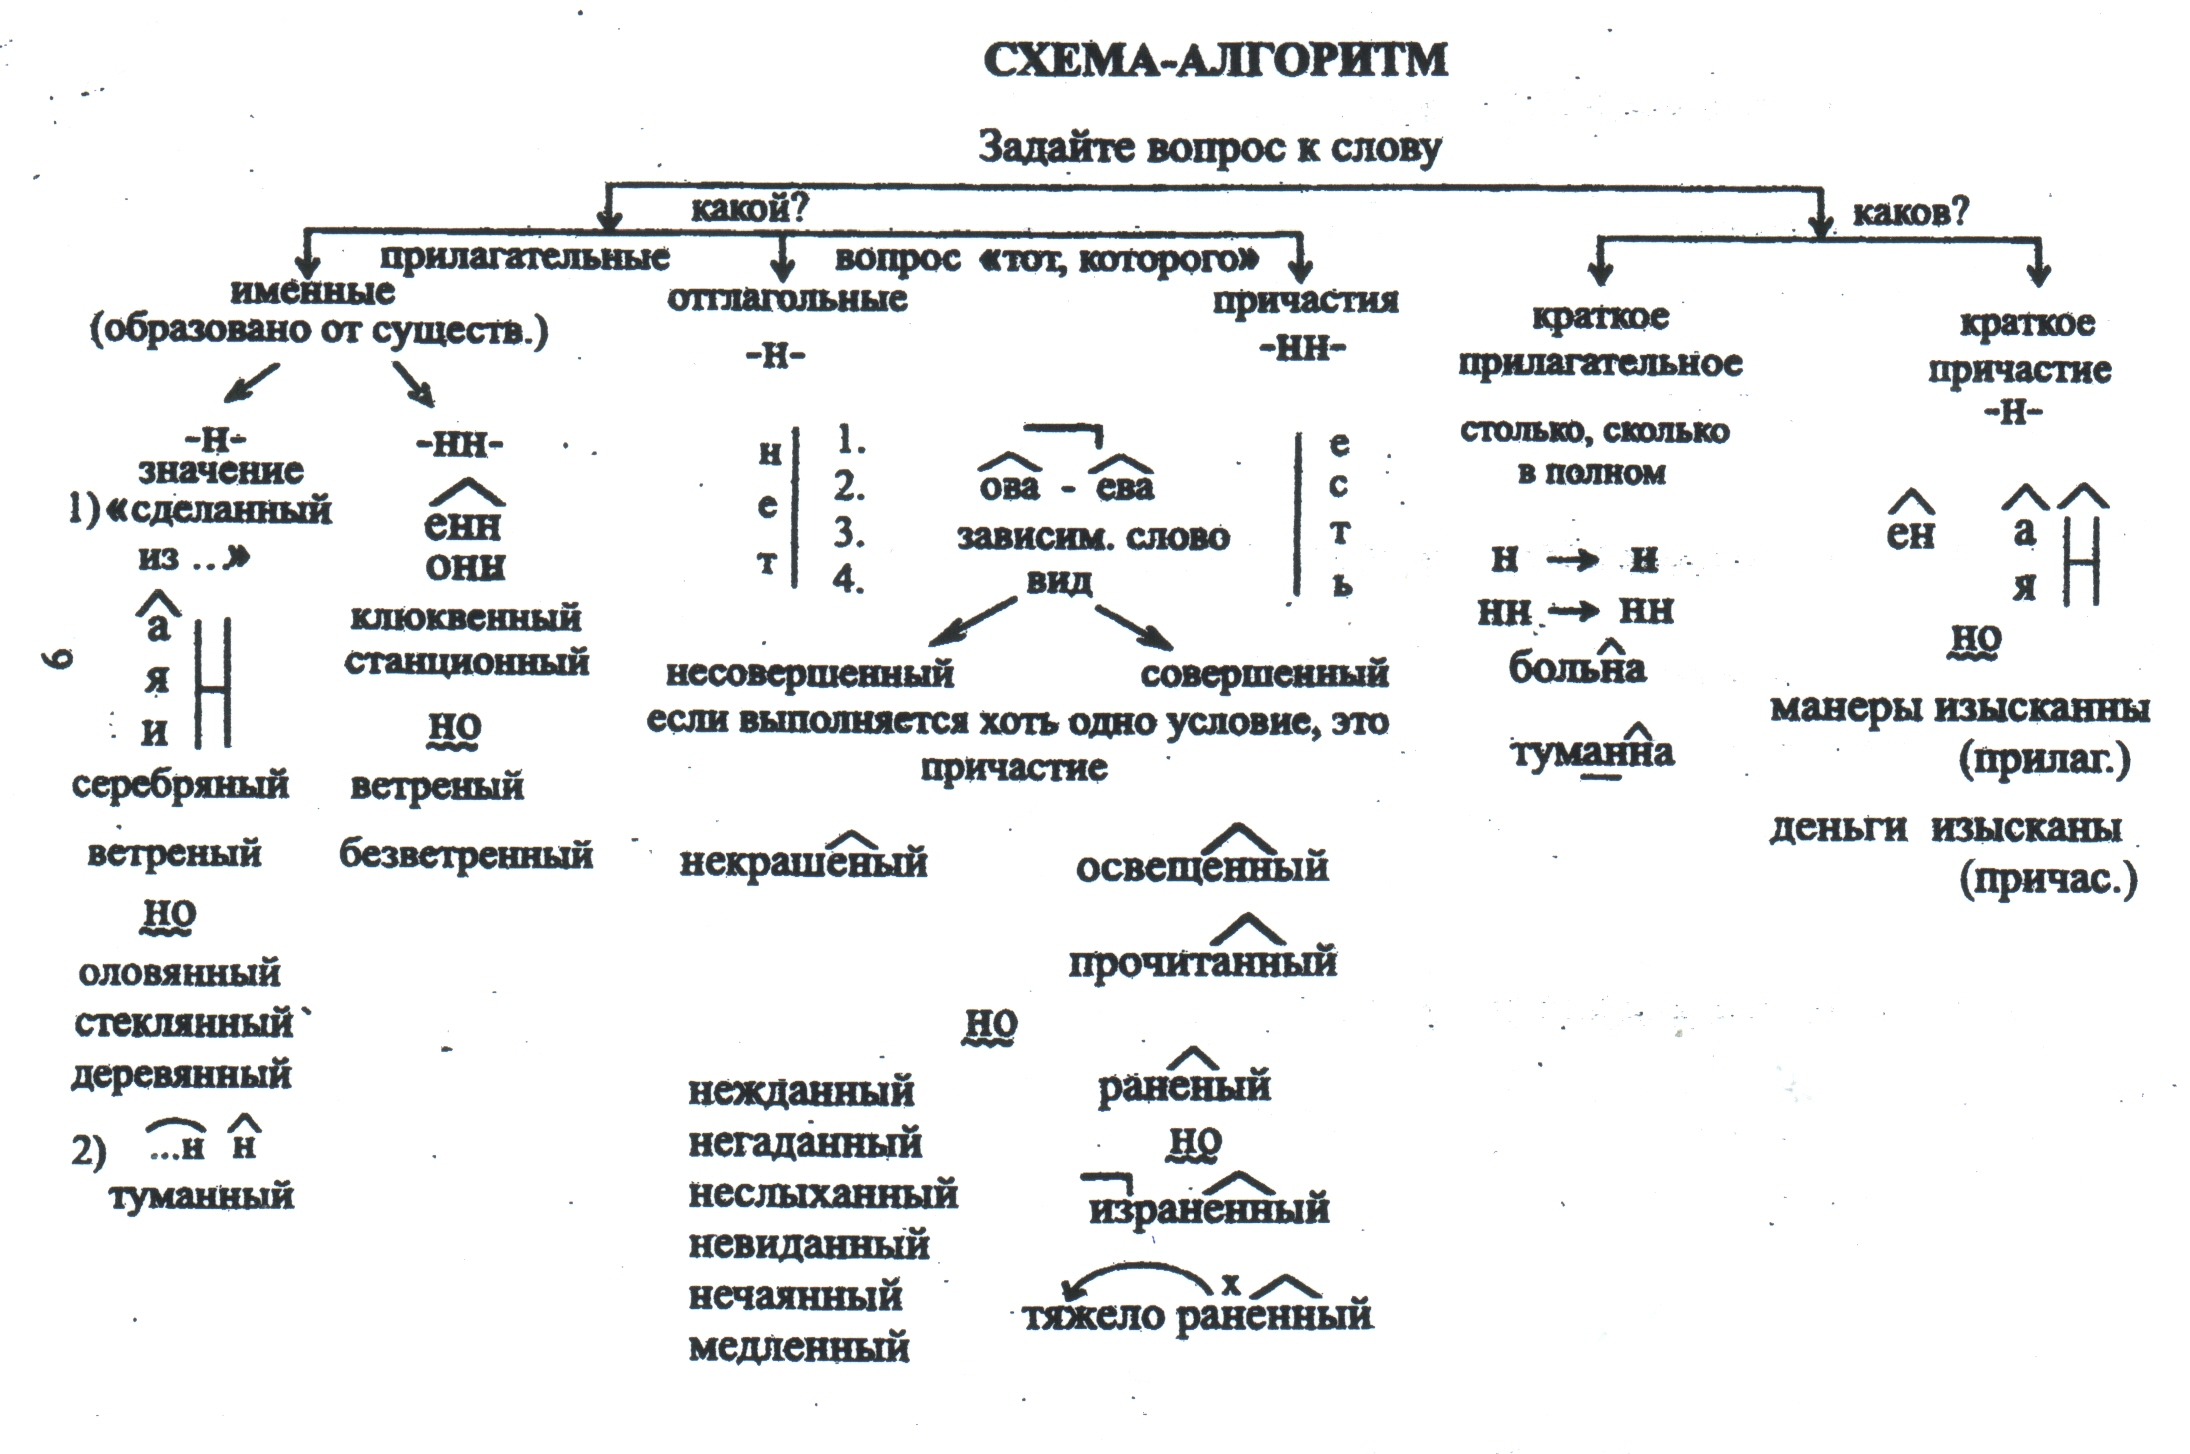 СХЕМА-АЛГОРИТМ
Задайте вопрос к слову
какой?
каков?
прилагательные
вопрос «тот, которого»
именные
(образовано от существ.)
-н-
значение
1) «сделанный
из ...»
а
я
и
н
серебряный
ветреный
но
оловянный
стеклянный
деревянный
2) ...н н
туманный
6
-нн-
енн
онн
клюквенный
станционный
но
ветреный
безветренный
отглагольные
-н-
причастия
-нн-
нет
1.
2. ова - ева
3. зависим. слово
4. вид
есть
несовершенный
совершенный
если выполняется хоть одно условие, это
причастие
некрашеный
освещенный
прочитанный
но
нежданный
негаданный
неслыханный
невиданный
нечаянный
медленный
раненый
но
израненный
х
тяжело раненный
краткое
прилагательное
столько, сколько
в полном
н → н
нн → нн
больна
туманна
краткое
причастие
-н-
ен
а
я
н
но
манеры изысканны
(прилаг.)
деньги изысканы
(причас.)